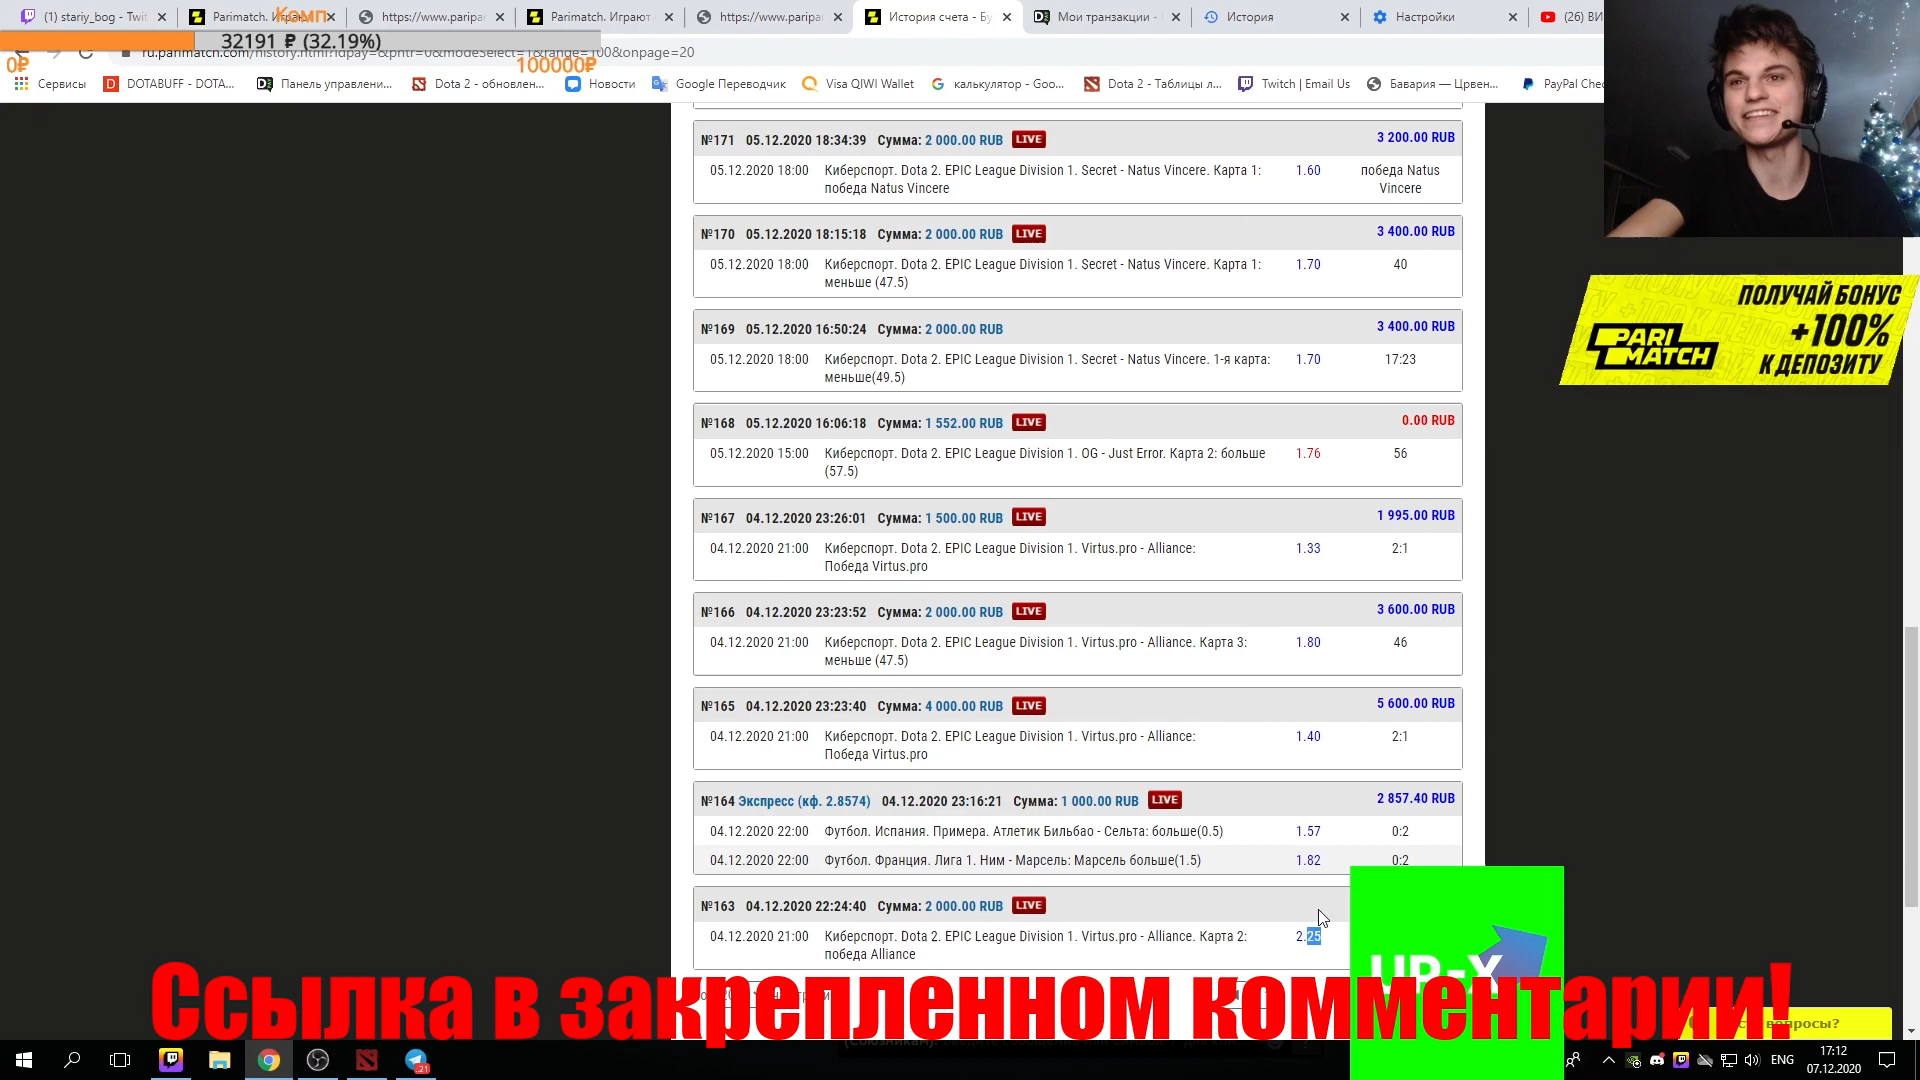 (1) stariy_bog - Twit
Parimatch. Играют
https://www.paripa
Parimatch. Играют
https://www.paripa
История счета - Бу
Мои транзакции -
История
Настройки
(26) ВИ
Комп
32191 ₽ (32.19%)
0₽
100000₽
ru.parimatch.com/history.html?idpay=&pntr=0&modeSelect=1&range=100&onpage=20
Сервисы
DOTABUFF - DOTA...
Панель управлени...
Dota 2 - обновлен...
Новости
Google Переводчик
Visa QIWI Wallet
калькулятор - Goo...
Dota 2 - Таблицы л...
Twitch | Email Us
Бавария — Црвен...
PayPal Chec
№171 05.12.2020 18:34:39 Сумма: 2 000.00 RUB LIVE 3 200.00 RUB
05.12.2020 18:00 Киберспорт. Dota 2. EPIC League Division 1. Secret - Natus Vincere. Карта 1: 1.60 победа Natus
победа Natus Vincere Vincere
№170 05.12.2020 18:15:18 Сумма: 2 000.00 RUB LIVE 3 400.00 RUB
05.12.2020 18:00 Киберспорт. Dota 2. EPIC League Division 1. Secret - Natus Vincere. Карта 1: 1.70 40
меньше (47.5)
№169 05.12.2020 16:50:24 Сумма: 2 000.00 RUB 3 400.00 RUB
05.12.2020 18:00 Киберспорт. Dota 2. EPIC League Division 1. Secret - Natus Vincere. 1-я карта: 1.70 17:23
меньше(49.5)
№168 05.12.2020 16:06:18 Сумма: 1 552.00 RUB LIVE 0.00 RUB
05.12.2020 15:00 Киберспорт. Dota 2. EPIC League Division 1. OG - Just Error. Карта 2: больше 1.76 56
(57.5)
№167 04.12.2020 23:26:01 Сумма: 1 500.00 RUB LIVE 1 995.00 RUB
04.12.2020 21:00 Киберспорт. Dota 2. EPIC League Division 1. Virtus.pro - Alliance: 1.33 2:1
Победа Virtus.pro
№166 04.12.2020 23:23:52 Сумма: 2 000.00 RUB LIVE 3 600.00 RUB
04.12.2020 21:00 Киберспорт. Dota 2. EPIC League Division 1. Virtus.pro - Alliance. Карта 3: 1.80 46
меньше (47.5)
№165 04.12.2020 23:23:40 Сумма: 4 000.00 RUB LIVE 5 600.00 RUB
04.12.2020 21:00 Киберспорт. Dota 2. EPIC League Division 1. Virtus.pro - Alliance: 1.40 2:1
Победа Virtus.pro
№164 Экспресс (кф. 2.8574) 04.12.2020 23:16:21 Сумма: 1 000.00 RUB LIVE 2 857.40 RUB
04.12.2020 22:00 Футбол. Испания. Примера. Атлетик Бильбао - Сельта: больше(0.5) 1.57 0:2
04.12.2020 22:00 Футбол. Франция. Лига 1. Ним - Марсель: Марсель больше(1.5) 1.82 0:2
№163 04.12.2020 22:24:40 Сумма: 2 000.00 RUB LIVE
04.12.2020 21:00 Киберспорт. Dota 2. EPIC League Division 1. Virtus.pro - Alliance. Карта 2: 2.25
победа Alliance
ПОЛУЧАЙ БОНУС
+100%
К ДЕПОЗИТУ
PARI
MATCH
UP-X
Ссылка в закрепленном комментарии!
вопросы?
21
ENG
17:12
07.12.2020